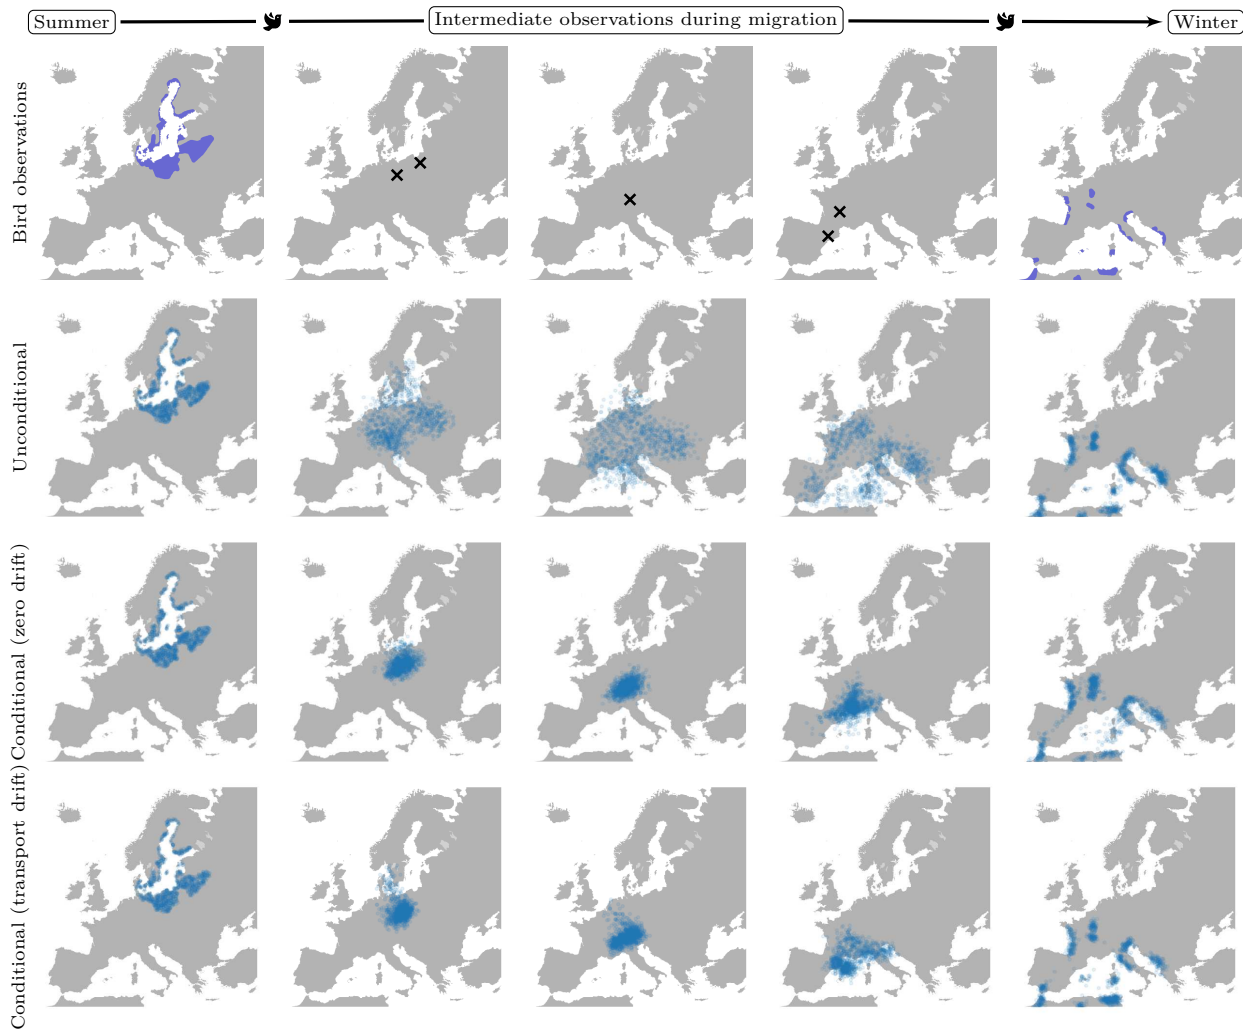 Summer
Intermediate observations during migration
Winter
Bird observations
Unconditional
Conditional (zero drift)
Conditional (transport drift)